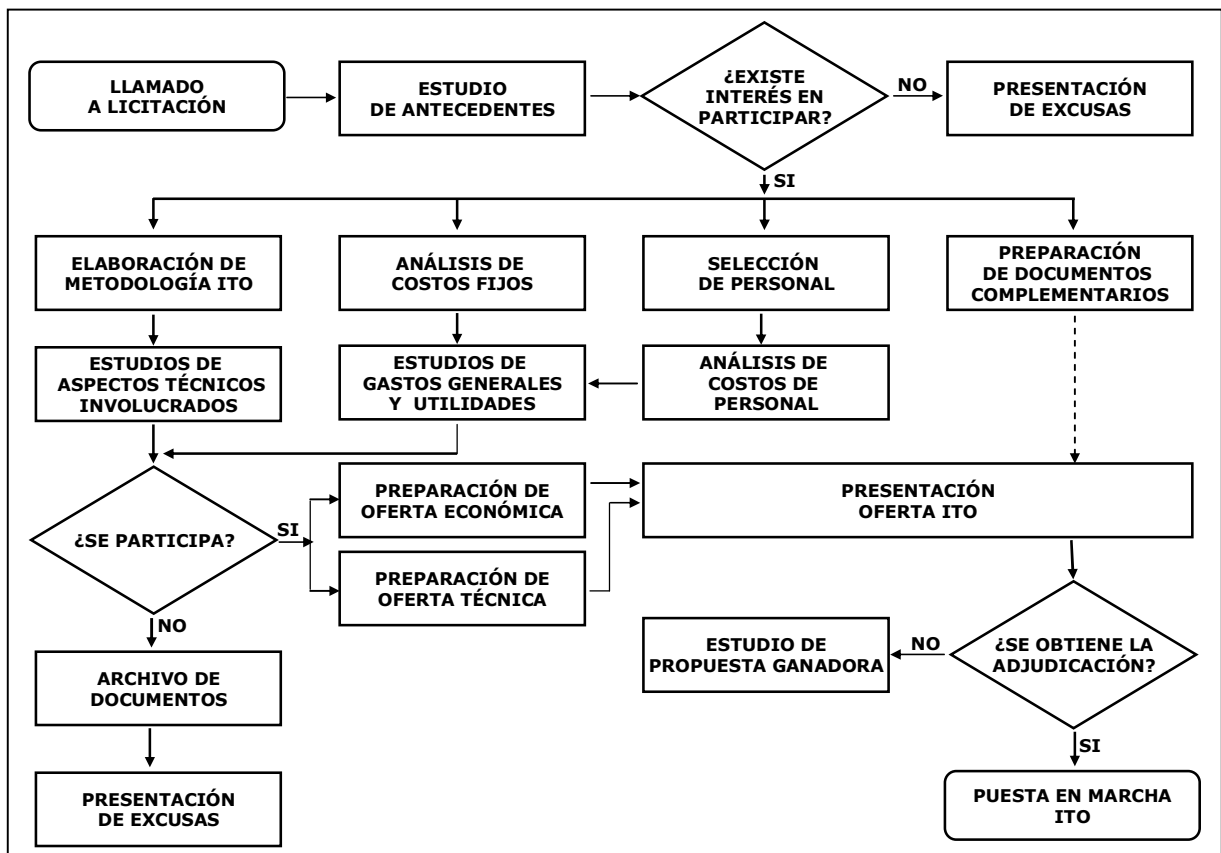 LLAMADO
A LICITACIÓN
ESTUDIO
DE ANTECEDENTES
¿EXISTE
INTERÉS EN
PARTICIPAR?
NO
PRESENTACIÓN
DE EXCUSAS
SI
ELABORACIÓN DE
METODOLOGÍA ITO
ANÁLISIS DE
COSTOS FIJOS
SELECCIÓN
DE PERSONAL
PREPARACIÓN
DE DOCUMENTOS
COMPLEMENTARIOS
ESTUDIOS DE
ASPECTOS TÉCNICOS
INVOLUCRADOS
ESTUDIOS DE
GASTOS GENERALES
Y UTILIDADES
ANÁLISIS DE
COSTOS DE
PERSONAL
¿SE PARTICIPA?
SI
PREPARACIÓN DE
OFERTA ECONÓMICA
PREPARACIÓN DE
OFERTA TÉCNICA
PRESENTACIÓN
OFERTA ITO
NO
ARCHIVO DE
DOCUMENTOS
PRESENTACIÓN
DE EXCUSAS
¿SE OBTIENE LA
ADJUDICACIÓN?
NO
ESTUDIO DE
PROPUESTA GANADORA
SI
PUESTA EN MARCHA
ITO